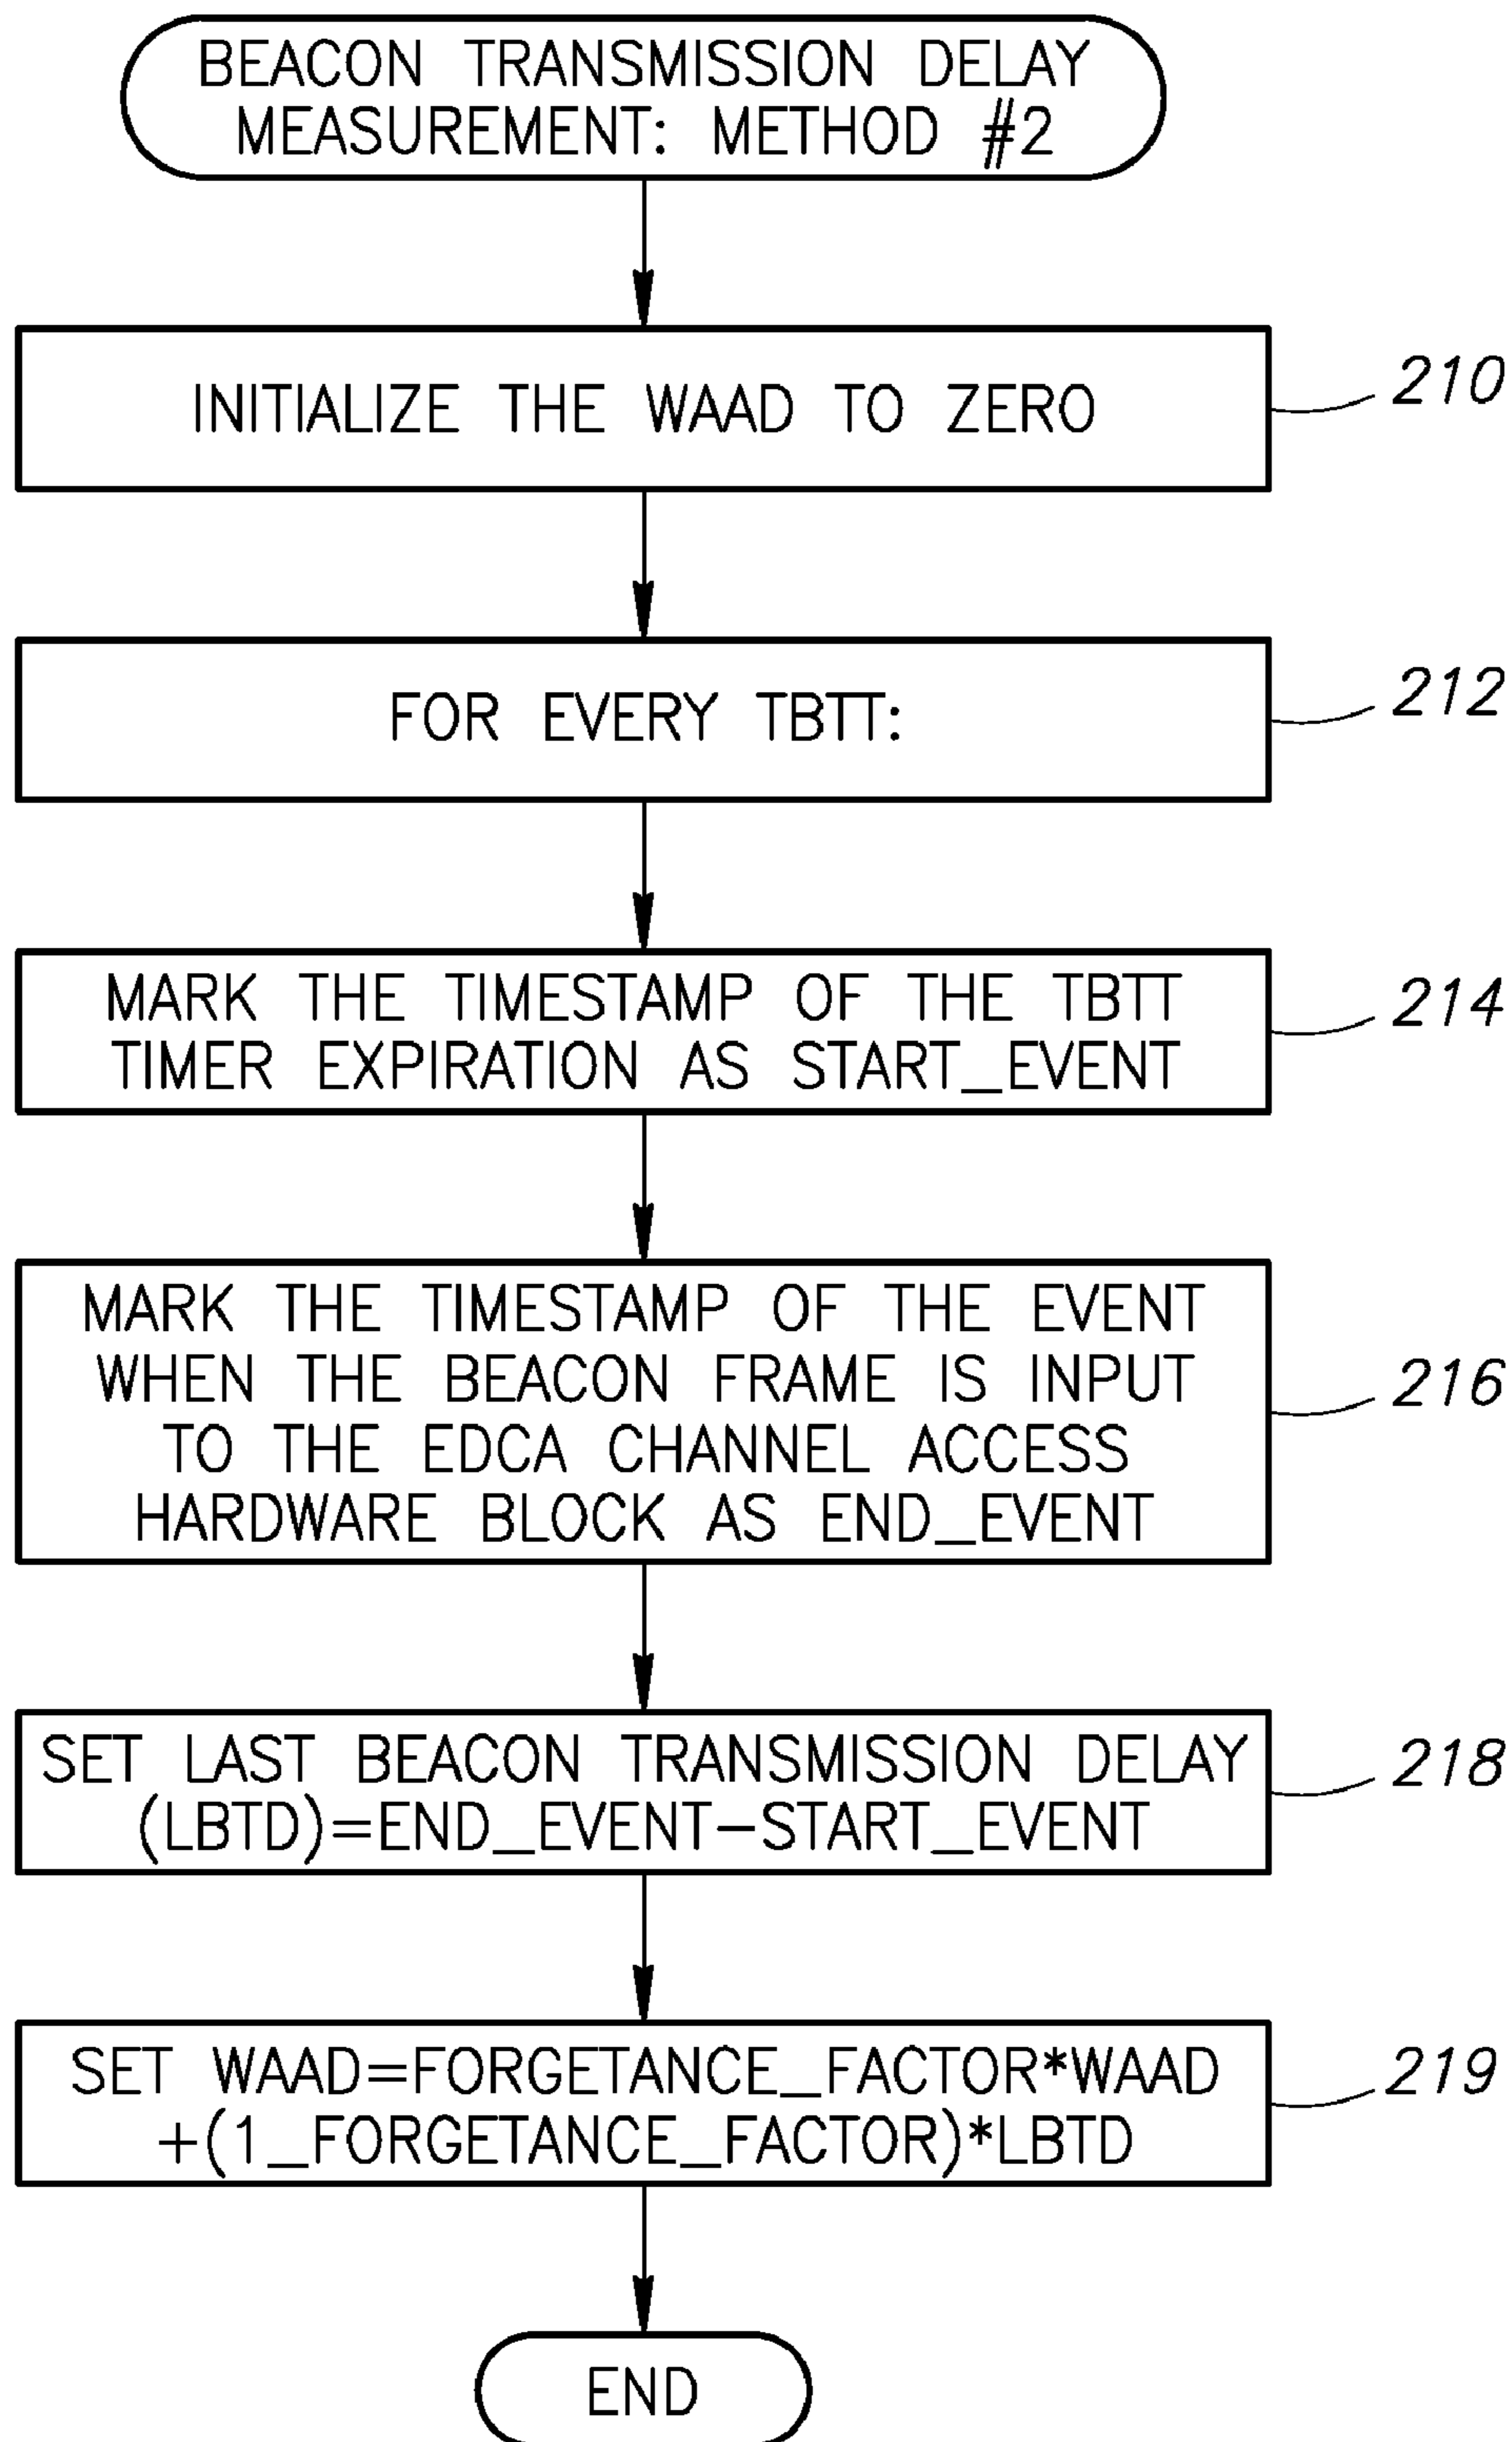 BEACON TRANSMISSION DELAY
MEASUREMENT: METHOD #2
INITIALIZE THE WAAD TO ZERO
210
FOR EVERY TBTT:
212
MARK THE TIMESTAMP OF THE TBTT
TIMER EXPIRATION AS START_EVENT
214
MARK THE TIMESTAMP OF THE EVENT
WHEN THE BEACON FRAME IS INPUT
TO THE EDCA CHANNEL ACCESS
HARDWARE BLOCK AS END_EVENT
216
SET LAST BEACON TRANSMISSION DELAY
(LBTD)=END_EVENT-START_EVENT
218
SET WAAD=FORGETANCE_FACTOR*WAAD
+(1_FORGETANCE_FACTOR)*LBTD
219
END